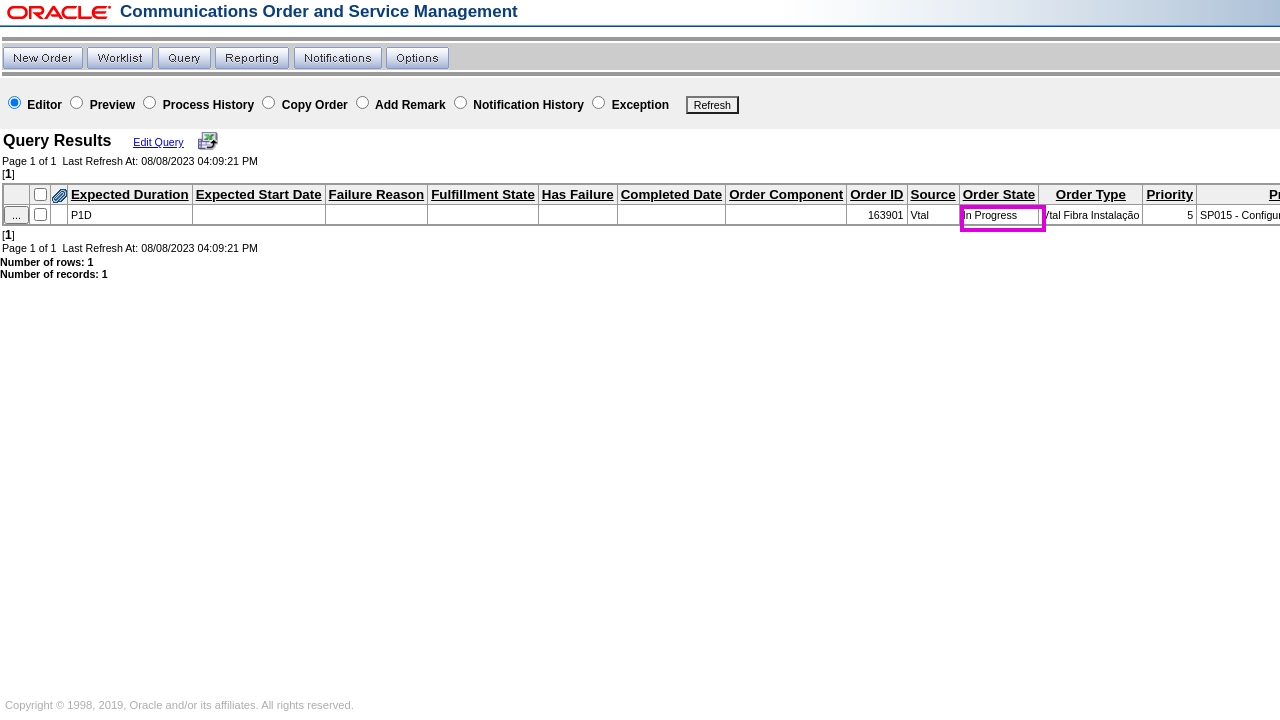 ORACLE Communications Order and Service Management
New Order Worklist Query Reporting Notifications Options
Editor Preview Process History Copy Order Add Remark Notification History Exception Refresh
Query Results Edit Query
Page 1 of 1 Last Refresh At: 08/08/2023 04:09:21 PM
[1]
Expected Duration Expected Start Date Failure Reason Fulfillment State Has Failure Completed Date Order Component Order ID Source Order State Order Type Priority
... P1D 163901 Vtal In Progress Vtal Fibra Instalação 5 SP015 -
[1]
Page 1 of 1 Last Refresh At: 08/08/2023 04:09:21 PM
Number of rows: 1
Number of records: 1
Copyright © 1998, 2019, Oracle and/or its affiliates. All rights reserved.